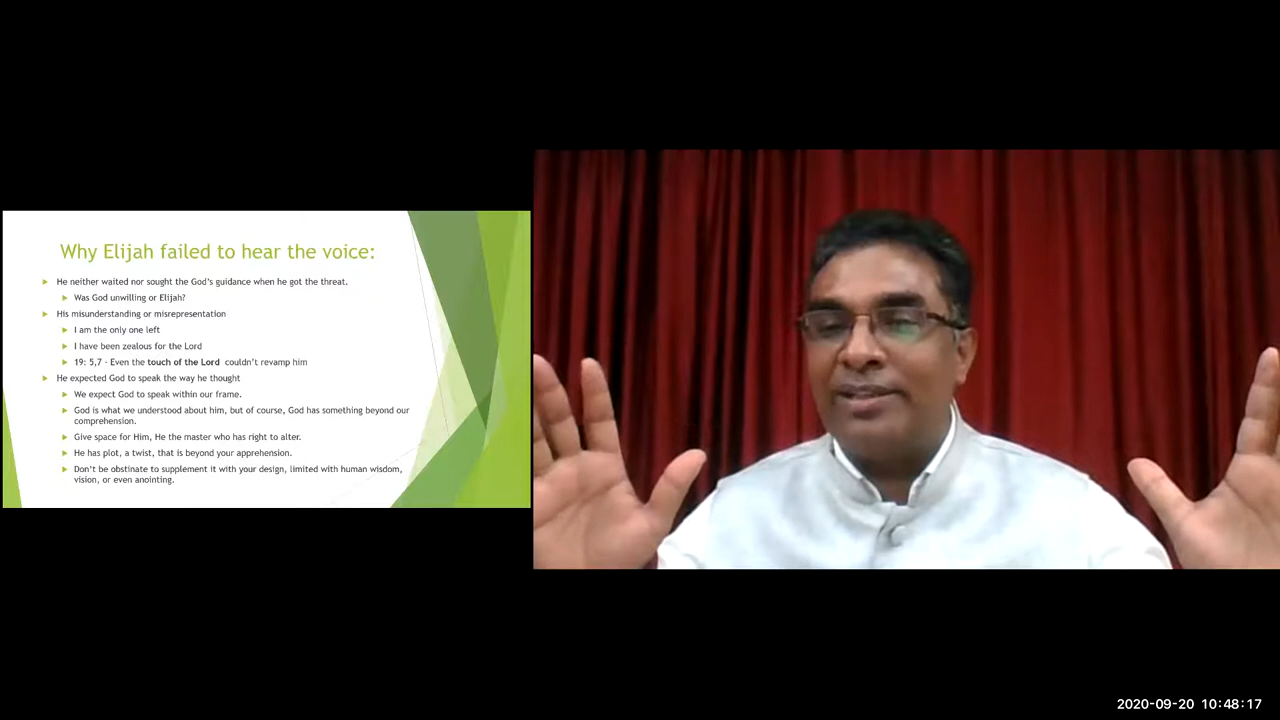 Why Elijah failed to hear the voice:
He neither waited nor sought the God's guidance when he got the threat.
Was God unwilling or Elijah?
His misunderstanding or misrepresentation
I am the only one left
I have been zealous for the Lord
19: 5,7 - Even the touch of the Lord couldn't revamp him
He expected God to speak the way he thought
We expect God to speak within our frame.
God is what we understood about him, but of course, God has something beyond our
comprehension.
Give space for Him, He the master who has right to alter.
He has plot, a twist, that is beyond your apprehension.
Don't be obstinate to supplement it with your design, limited with human wisdom,
vision, or even anointing.
2020-09-20 10:48:17